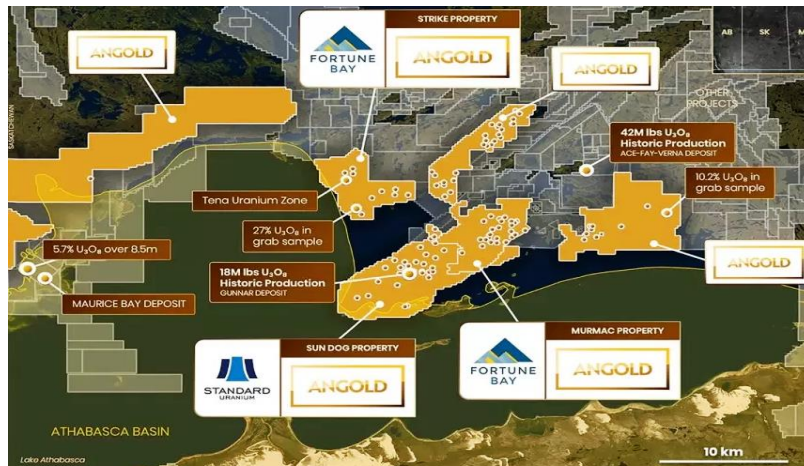 STRIKE PROPERTY
FORTUNE
BAY
ANGOLD
ANGOLD
ANGOLD
AB
SK
SASKATCHEWAN
OTHER
PROJECTS
42M lbs U₃O₈
Historic Production
ACE-FAY-VERNA DEPOSIT
10.2% U₃O₈ in
grab sample
Tena Uranium Zone
27% U₃O₈ in
grab sample
5.7% U₃O₈ over 8.5m
MAURICE BAY DEPOSIT
18M lbs U₃O₈
Historic Production
GUNNAR DEPOSIT
ANGOLD
SUN DOG PROPERTY
STANDARD
URANIUM
ANGOLD
MURMAC PROPERTY
FORTUNE
BAY
ANGOLD
ATHABASCA BASIN
Lake Athabasca
10 km